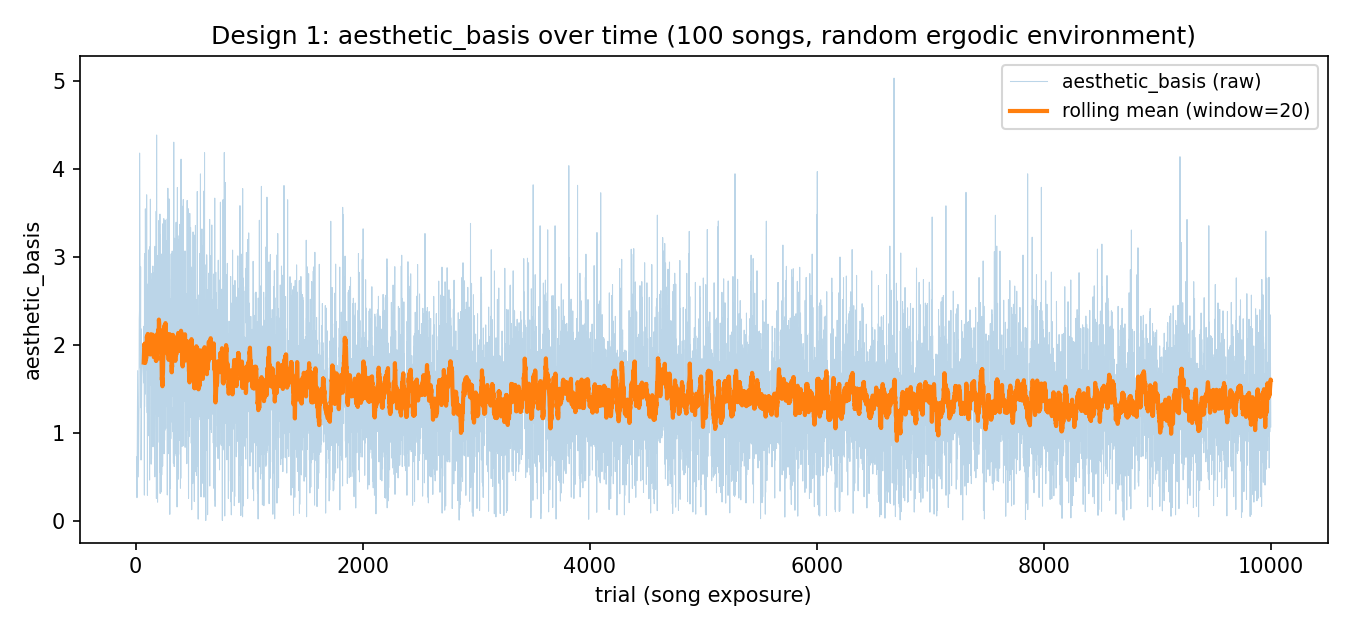 Design 1: aesthetic_basis over time (100 songs, random ergodic environment)
aesthetic_basis (raw)
rolling mean (window=20)
5
4
3
2
1
0
aesthetic_basis
0 2000 4000 6000 8000 10000
trial (song exposure)